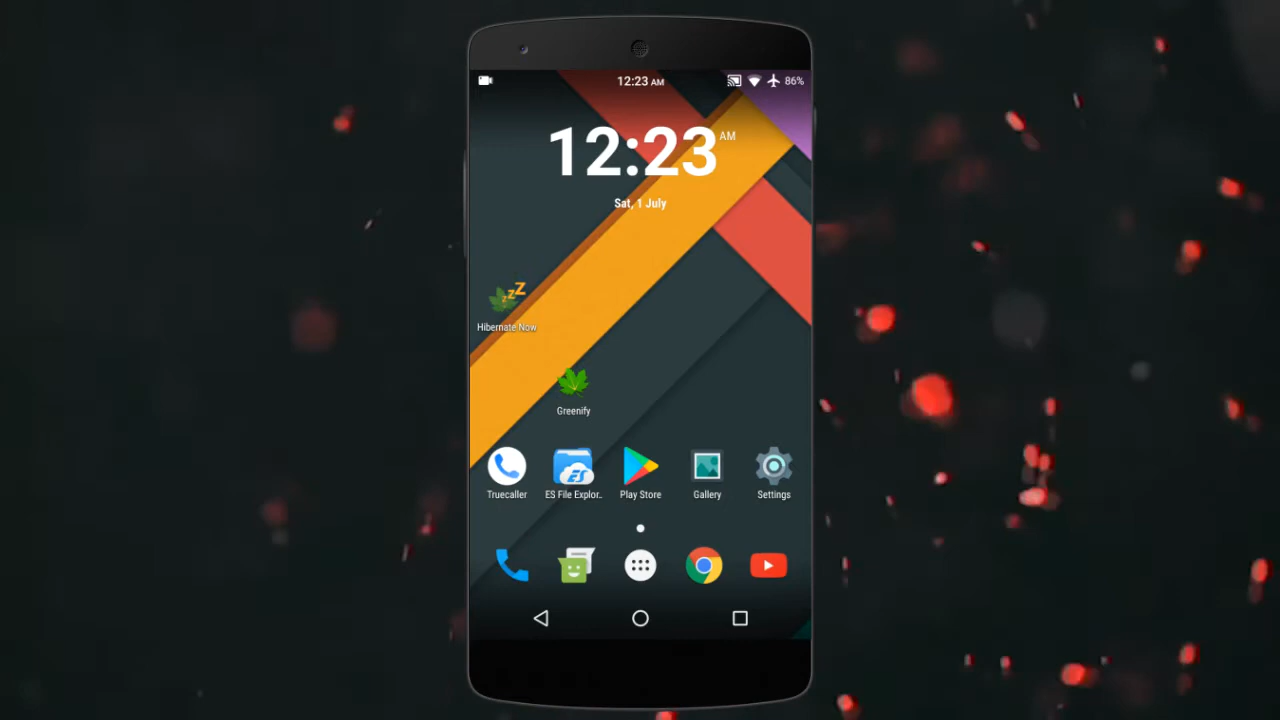 12:23 AM
86%
12:23 AM
Sat, 1 July
Hibernate Now
Greenify
Truecaller
ES File Explor..
Play Store
Gallery
Settings